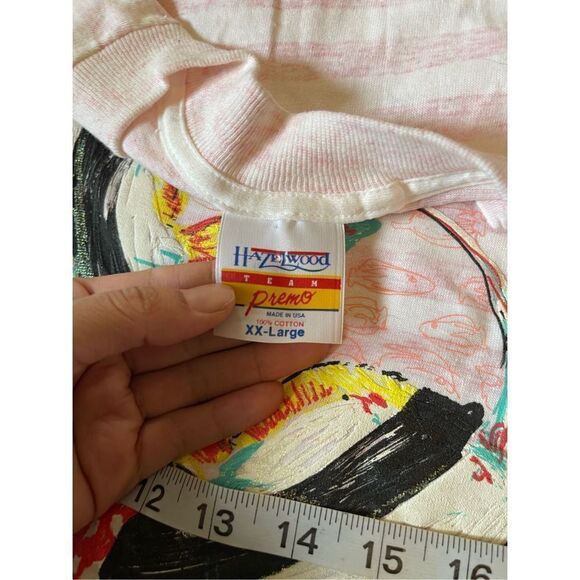 HAZELWOOD
TEAM
Premo
MADE IN USA
100% COTTON
XX-Large
12 13 14 15 16